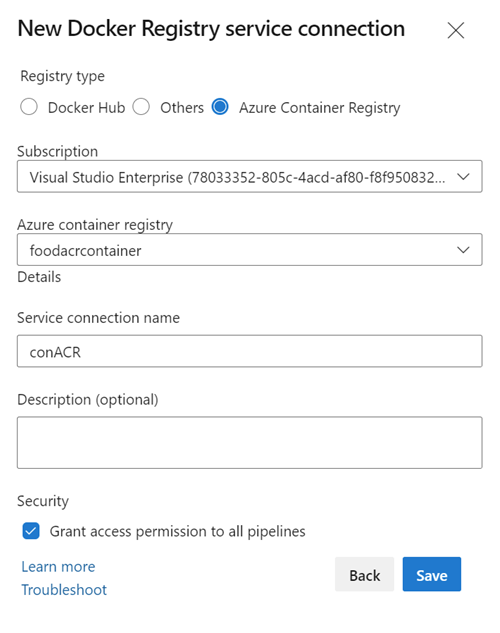 New Docker Registry service connection
Registry type
Docker Hub Others Azure Container Registry
Subscription
Visual Studio Enterprise (78033352-805c-4acd-af80-f8f950832...
Azure container registry
foodacrcontainer
Details
Service connection name
conACR
Description (optional)
Security
Grant access permission to all pipelines
Learn more
Troubleshoot
Back Save